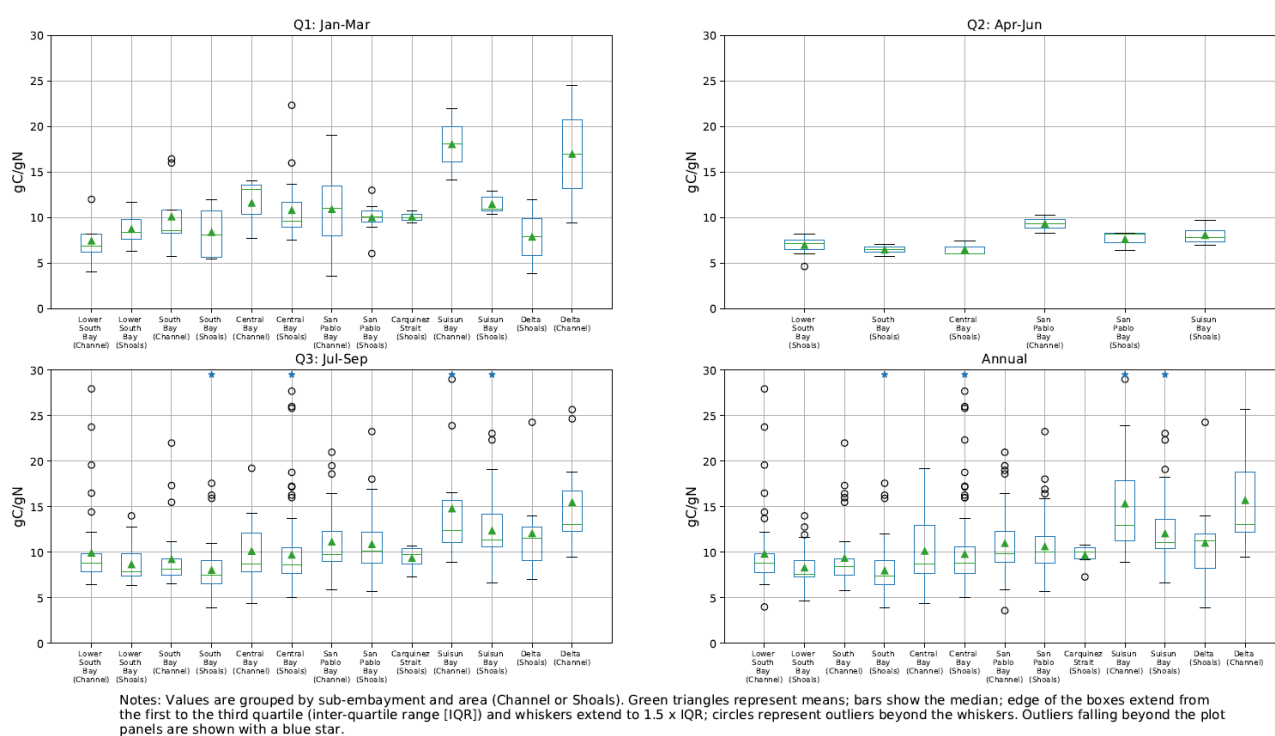 Q1: Jan-Mar
30
25
20
15
10
5
0
gC/gN
Lower
South
Bay
(Channel)
Lower
South
Bay
(Shoals)
South
Bay
(Channel)
South
Bay
(Shoals)
Central
Bay
(Channel)
Central
Bay
(Shoals)
San
Pablo
Bay
(Channel)
San
Pablo
Bay
(Shoals)
Carquinez
Strait
(Shoals)
Suisun
Bay
(Channel)
Suisun
Bay
(Shoals)
Delta
(Shoals)
Delta
(Channel)
Q2: Apr-Jun
30
25
20
15
10
5
0
gC/gN
Lower
South
Bay
(Shoals)
South
Bay
(Shoals)
Central
Bay
(Shoals)
San
Pablo
Bay
(Channel)
San
Pablo
Bay
(Shoals)
Suisun
Bay
(Shoals)
Q3: Jul-Sep
30
25
20
15
10
5
0
gC/gN
Lower
South
Bay
(Channel)
Lower
South
Bay
(Shoals)
South
Bay
(Channel)
South
Bay
(Shoals)
Central
Bay
(Channel)
Central
Bay
(Shoals)
San
Pablo
Bay
(Channel)
San
Pablo
Bay
(Shoals)
Carquinez
Strait
(Shoals)
Suisun
Bay
(Channel)
Suisun
Bay
(Shoals)
Delta
(Shoals)
Delta
(Channel)
Annual
30
25
20
15
10
5
0
gC/gN
Lower
South
Bay
(Channel)
Lower
South
Bay
(Shoals)
South
Bay
(Channel)
South
Bay
(Shoals)
Central
Bay
(Channel)
Central
Bay
(Shoals)
San
Pablo
Bay
(Channel)
San
Pablo
Bay
(Shoals)
Carquinez
Strait
(Shoals)
Suisun
Bay
(Channel)
Suisun
Bay
(Shoals)
Delta
(Shoals)
Delta
(Channel)
Notes: Values are grouped by sub-embayment and area (Channel or Shoals). Green triangles represent means; bars show the median; edge of the boxes extend from
the first to the third quartile (inter-quartile range [IQR]) and whiskers extend to 1.5 x IQR; circles represent outliers beyond the whiskers. Outliers falling beyond the plot
panels are shown with a blue star.